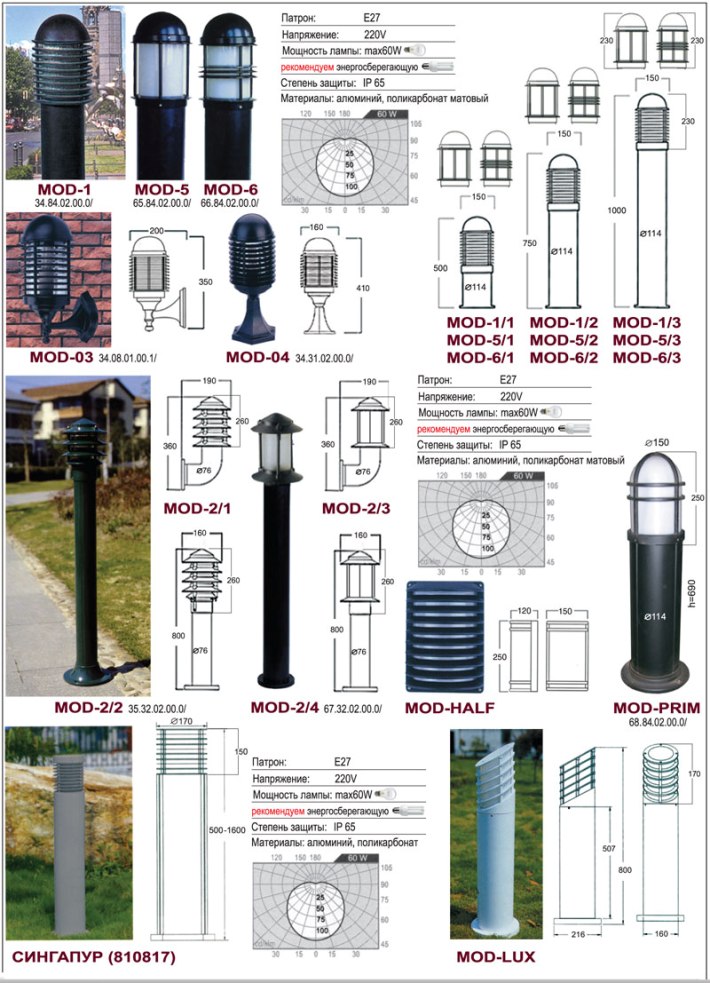 Патрон: E27
Напряжение: 220V
Мощность лампы: max60W
рекомендуем энергосберегающую
Степень защиты: IP 65
Материалы: алюминий, поликарбонат матовый
120 150 180 60 W 105
90
75
60
45
25
50
75
100
cd/klm
30 15 0 15 30
MOD-1
34.84.02.00.0/
MOD-5
65.84.02.00.0/
MOD-6
66.84.02.00.0/
230
230
150
230
150
150
1000
750
500
⌀114
⌀114
⌀114
MOD-1/1 MOD-1/2 MOD-1/3
MOD-5/1 MOD-5/2 MOD-5/3
MOD-6/1 MOD-6/2 MOD-6/3
200
350
160
410
MOD-03 34.08.01.00.1/
MOD-04 34.31.02.00.0/
190
260
360
⌀76
MOD-2/1
190
260
360
⌀76
MOD-2/3
160
260
800
⌀76
160
260
800
⌀76
MOD-2/2 35.32.02.00.0/
MOD-2/4 67.32.02.00.0/
Патрон: E27
Напряжение: 220V
Мощность лампы: max60W
рекомендуем энергосберегающую
Степень защиты: IP 65
Материалы: алюминий, поликарбонат матовый
120 150 180 60 W 105
90
75
60
45
25
50
75
100
cd/klm
30 15 0 15 30
120 150
250
MOD-HALF
⌀150
250
h=690
⌀114
MOD-PRIM
68.84.02.00.0/
⌀170
150
500-1600
СИНГАПУР (810817)
Патрон: E27
Напряжение: 220V
Мощность лампы: max60W
рекомендуем энергосберегающую
Степень защиты: IP 65
Материалы: алюминий, поликарбонат
120 150 180 60 W 105
90
75
60
45
25
50
75
100
cd/klm
30 15 0 15 30
507
800
216
170
160
MOD-LUX